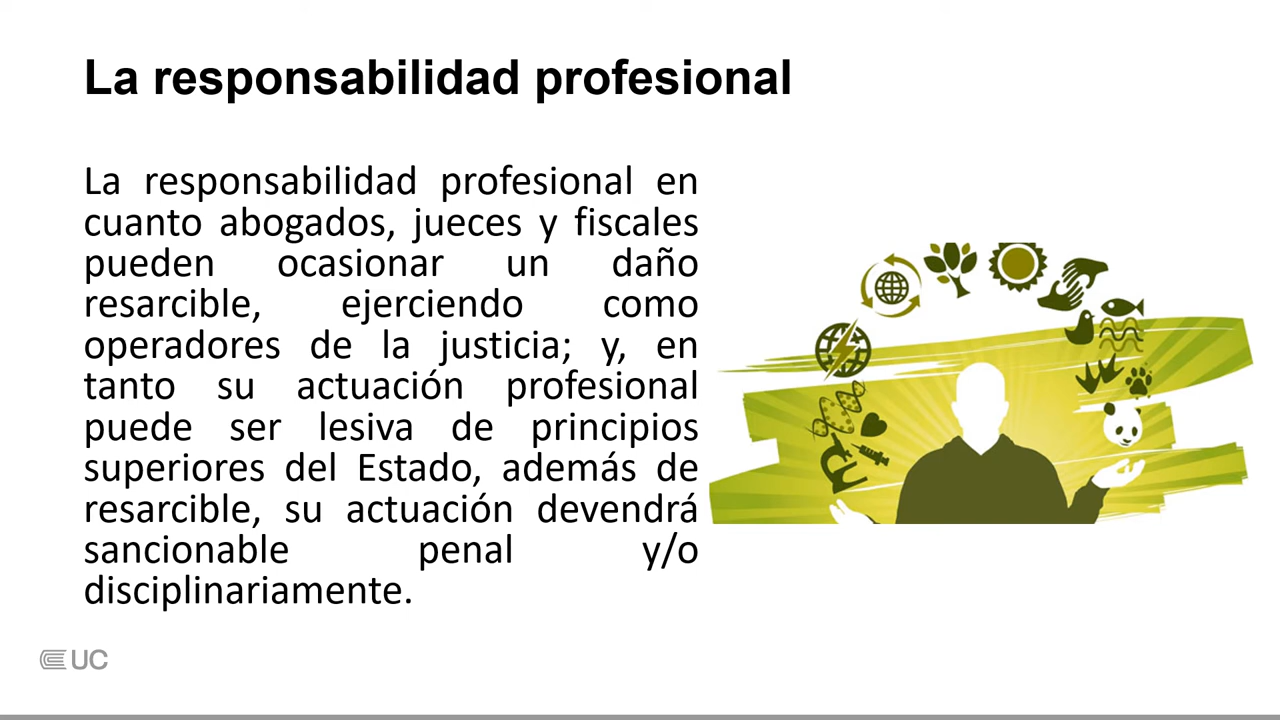 La responsabilidad profesional
La responsabilidad profesional en
cuanto abogados, jueces y fiscales
pueden ocasionar un daño
resarcible, ejerciendo como
operadores de la justicia; y, en
tanto su actuación profesional
puede ser lesiva de principios
superiores del Estado, además de
resarcible, su actuación devendrá
sancionable penal y/o
disciplinariamente.
UC